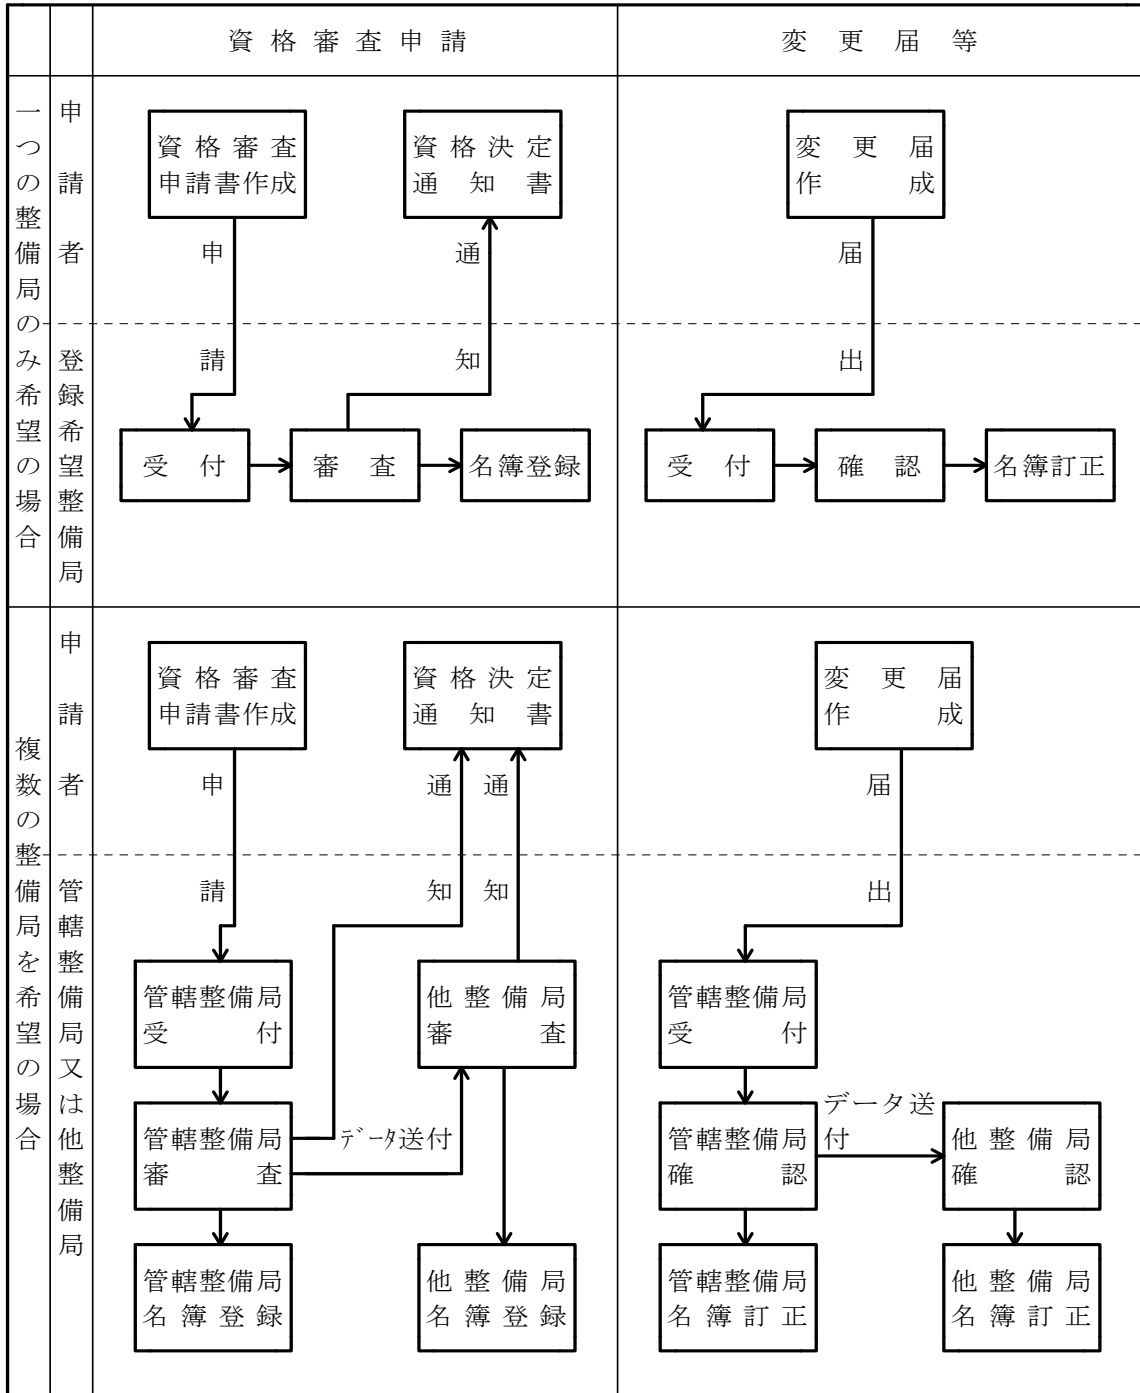 資格審査申請
変更届等
一つの整備局のみ希望の場合
申請者
資格審査
申請書作成
資格決定
通知書
変更届
作成
申請
通知
届出
登録希望整備局
受付
審査
名簿登録
受付
確認
名簿訂正
複数の整備局を希望の場合
申請者
資格審査
申請書作成
資格決定
通知書
変更届
作成
申請
通知
通知
届出
管轄整備局又は他整備局
管轄整備局
受付
他整備局
審査
管轄整備局
受付
管轄整備局
審査
データ送付
管轄整備局
確認
データ送
付
他整備局
確認
管轄整備局
名簿登録
他整備局
名簿登録
管轄整備局
名簿訂正
他整備局
名簿訂正